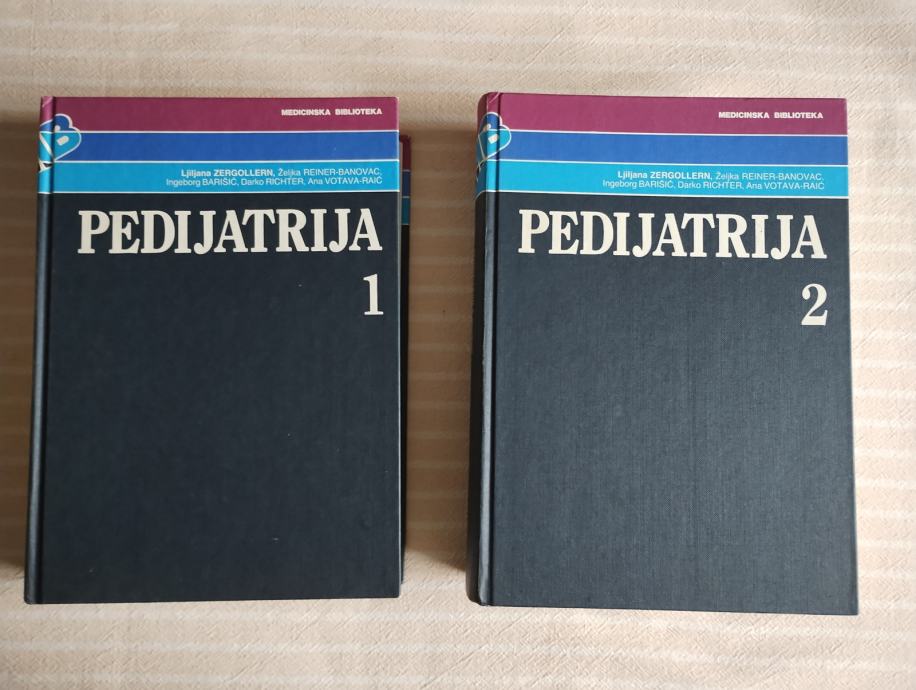 MEDICINSKA BIBLIOTEKA
Ljiljana ZERGOLLERN, Željka REINER-BANOVAC,
Ingeborg BARIŠIĆ, Darko RICHTER, Ana VOTAVA-RAIĆ
PEDIJATRIJA
1
MEDICINSKA BIBLIOTEKA
Ljiljana ZERGOLLERN, Željka REINER-BANOVAC,
Ingeborg BARIŠIĆ, Darko RICHTER, Ana VOTAVA-RAIĆ
PEDIJATRIJA
2